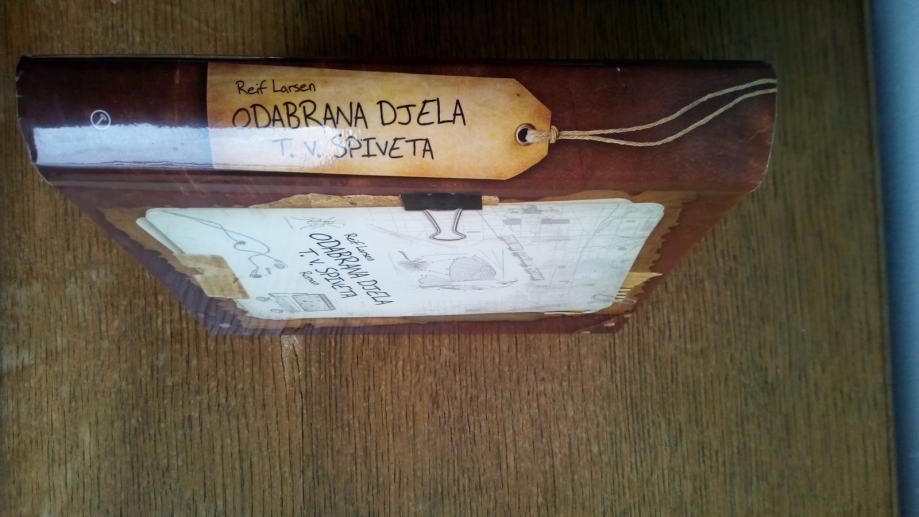 Reif Larsen
ODABRANA DJELA
T. V. SPIVETA
Reif Larsen
ODABRANA DJELA
T. V. SPIVETA
Roman